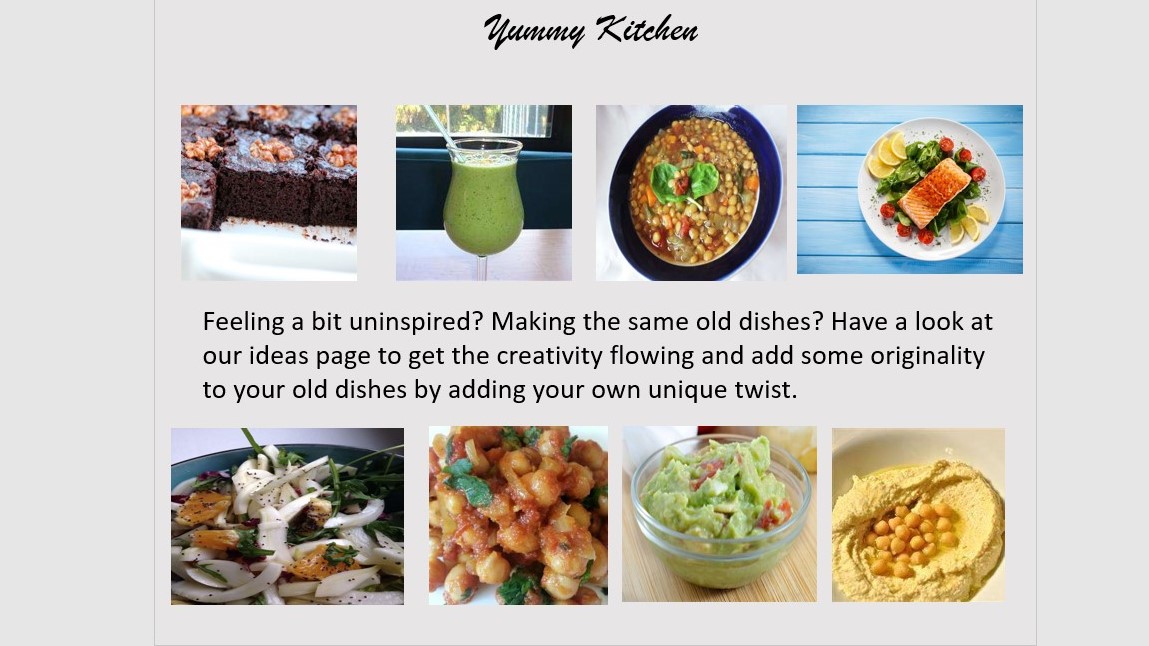 Yummy Kitchen
Feeling a bit uninspired? Making the same old dishes? Have a look at
our ideas page to get the creativity flowing and add some originality
to your old dishes by adding your own unique twist.